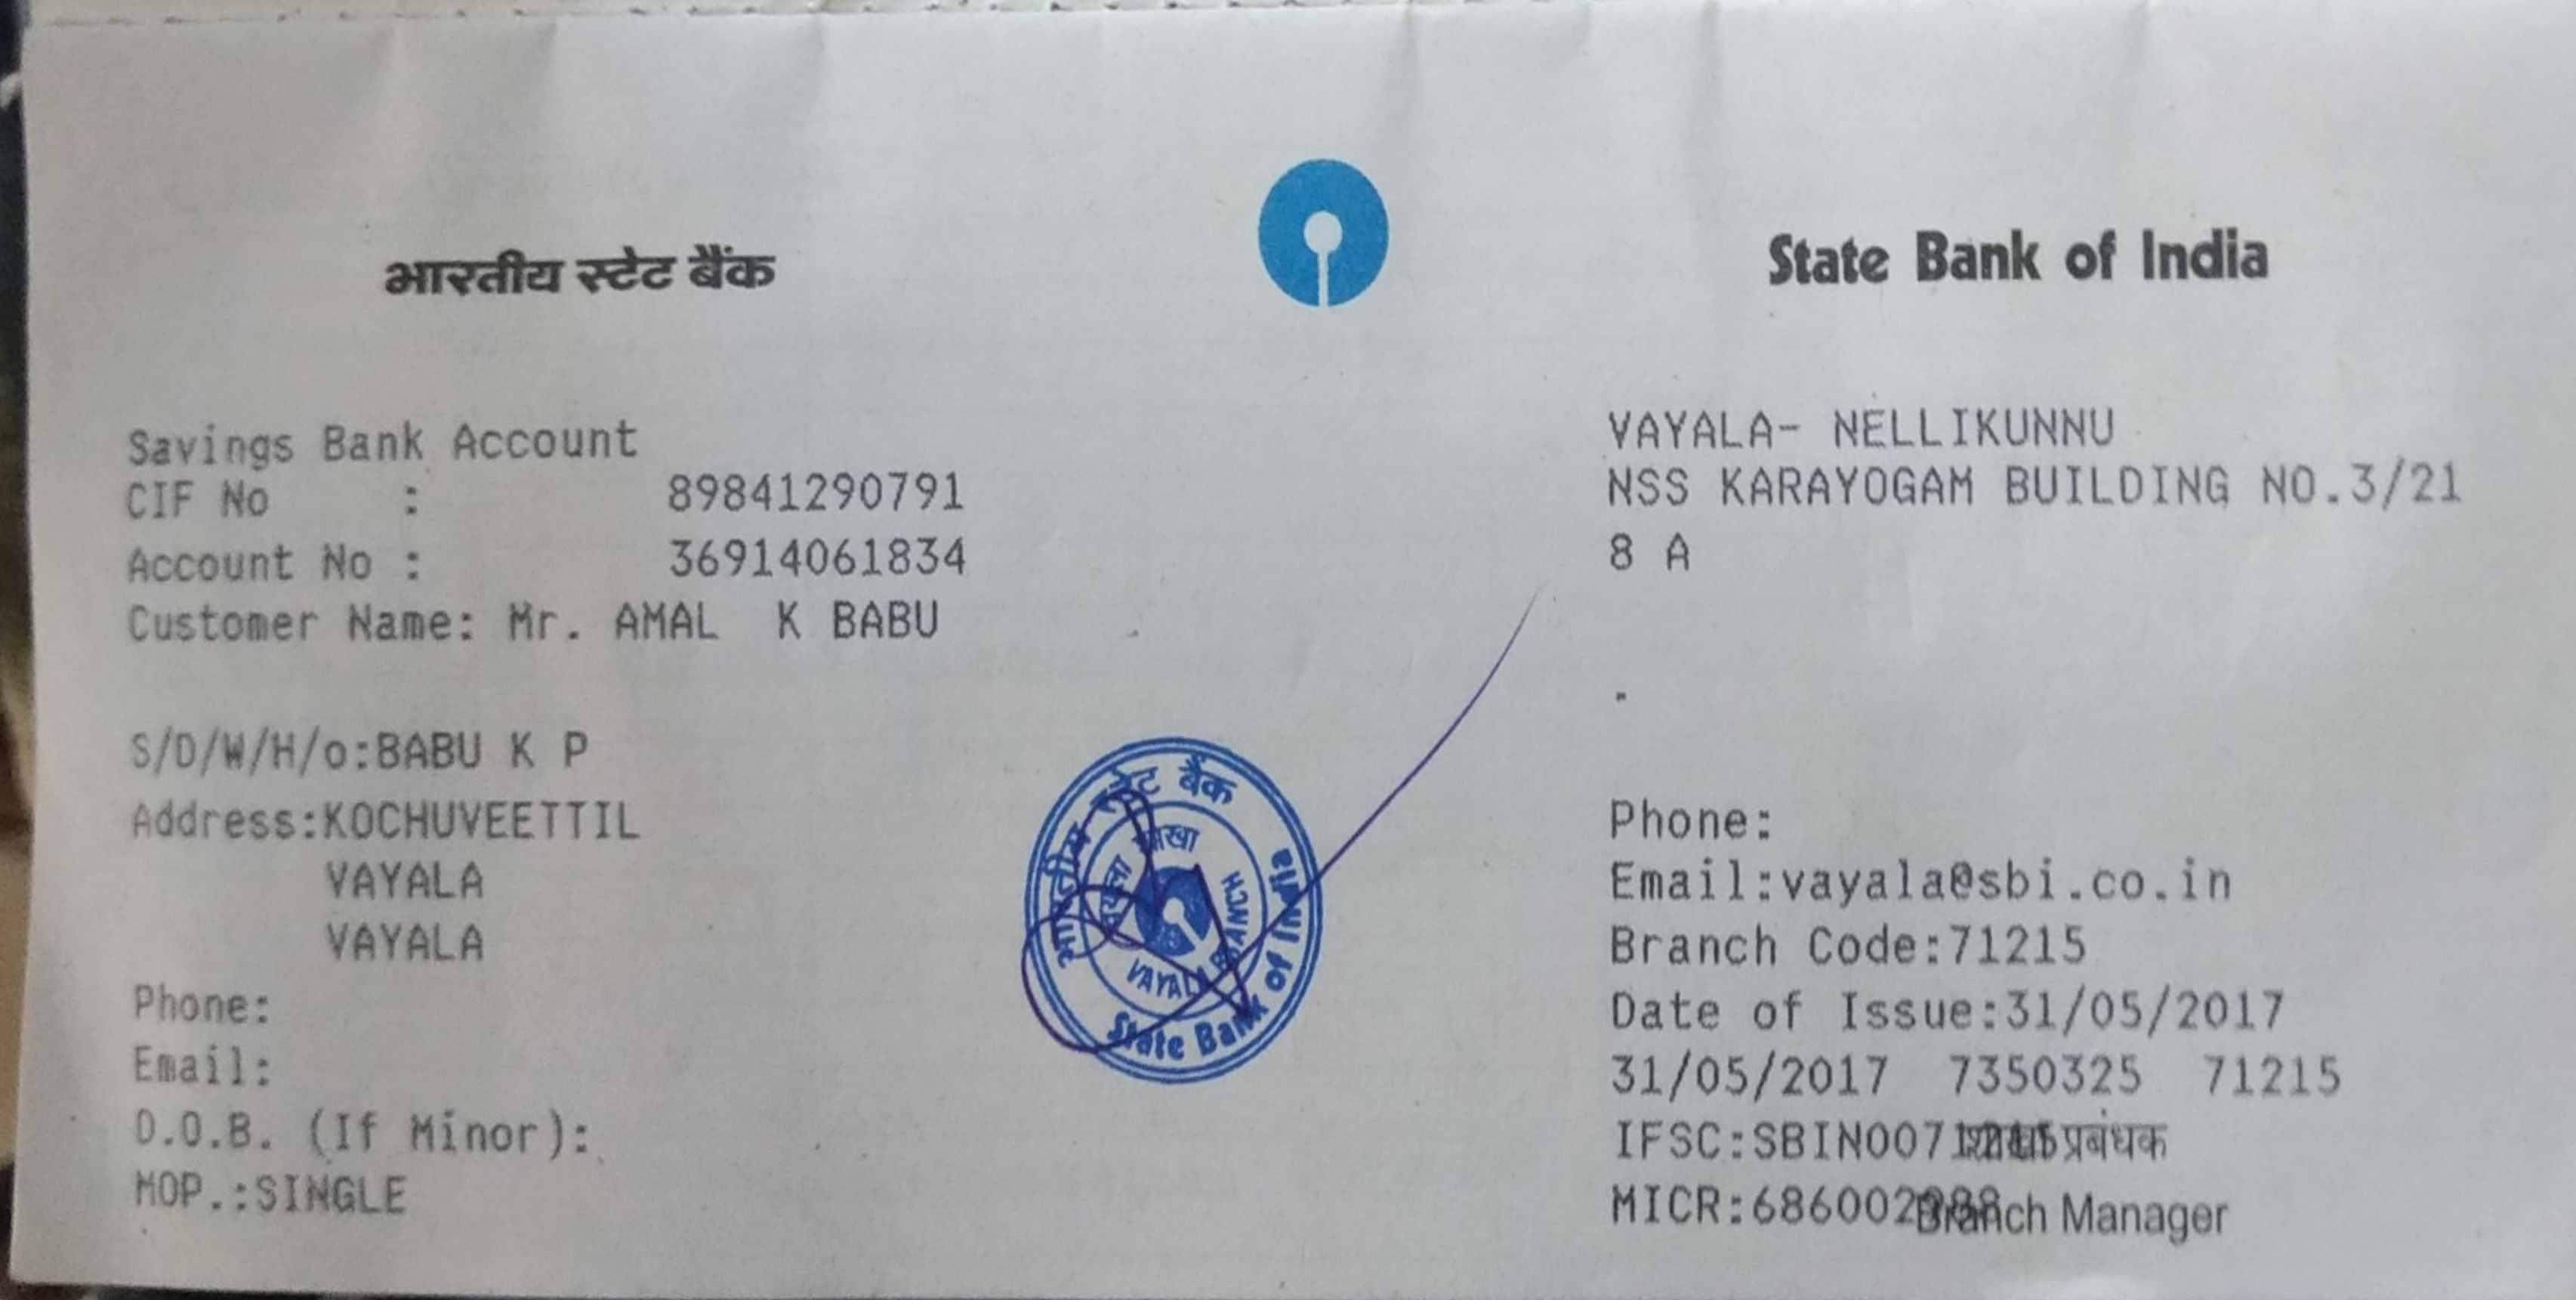 भारतीय स्टेट बैंक
State Bank of India
Savings Bank Account
CIF No : 89841290791
Account No : 36914061834
Customer Name: Mr. AMAL K BABU
S/D/W/H/o:BABU K P
Address:KOCHUVEETTIL
VAYALA
VAYALA
Phone:
Email:
D.O.B. (If Minor):
MOP.:SINGLE
VAYALA- NELLIKUNNU
NSS KARAYOGAM BUILDING NO.3/21
8 A
.
Phone:
Email:vayala@sbi.co.in
Branch Code:71215
Date of Issue:31/05/2017
31/05/2017 7350325 71215
IFSC:SBIN0071215
शाखा प्रबंधक
MICR:
Branch Manager
भारतीय स्टेट बैंक
वयला शाखा
VAYALA BRANCH
State Bank of India